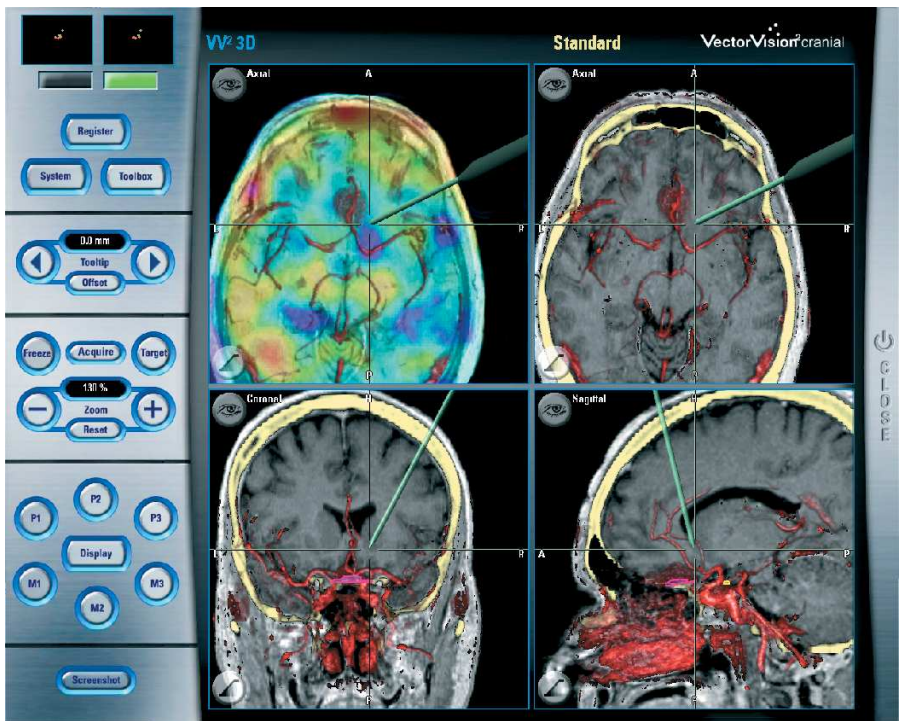 VV² 3D
Standard
VectorVision² cranial
Register
System
Toolbox
0.0 mm
Tooltip
Offset
Freeze
Acquire
Target
130 %
Zoom
Reset
P1
P2
P3
Display
M1
M2
M3
Screenshot
Axial
A
L
R
P
Axial
A
L
R
P
Coronal
H
L
R
F
Sagittal
H
A
P
F
CLOSE